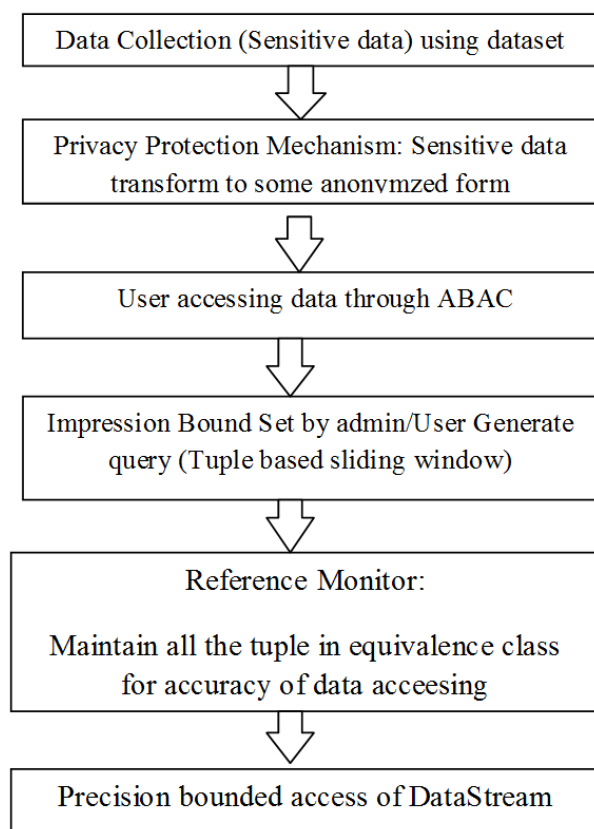 Data Collection (Sensitive data) using dataset
Privacy Protection Mechanism: Sensitive data
transform to some anonvmzed form
User accessing data through ABAC
Impression Bound Set by admin/User Generate
query (Tuple based sliding window)
Reference Monitor:
Maintain all the tuple in equivalence class
for accuracy of data acceesing
Precision bounded access of DataStream